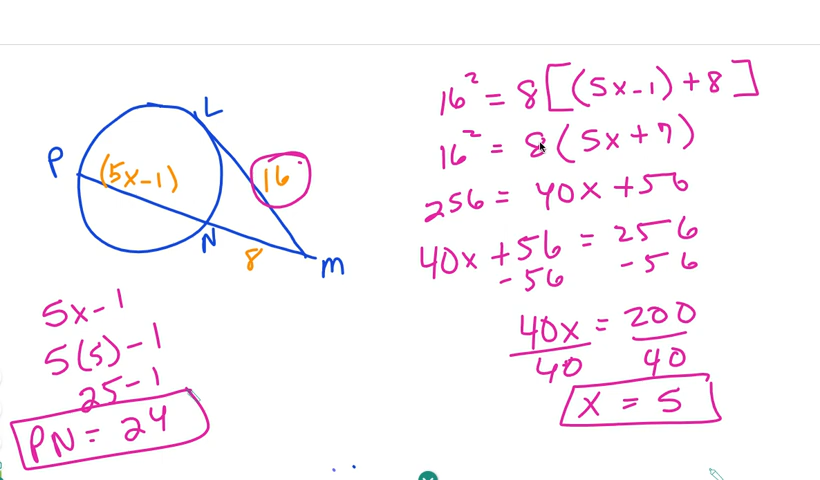 L
P
(5x-1)
16
N
8
M
16² = 8[(5x-1)+8]
16² = 8(5x+7)
256 = 40x+56
40x+56 = 256
-56 -56
40x = 200
40 40
x = 5
5x-1
5(5)-1
25-1
PN = 24